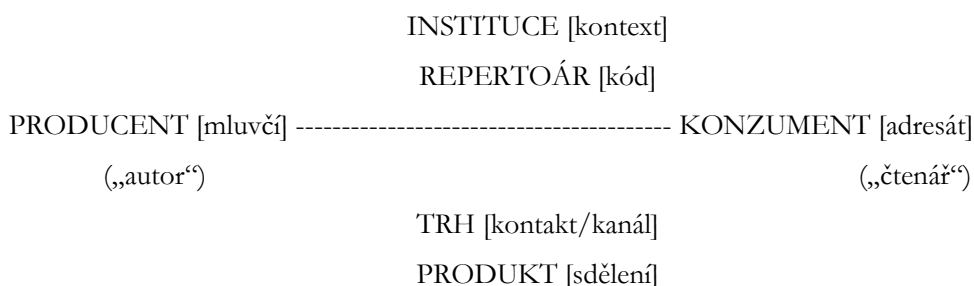 INSTITUCE [kontext]
REPERTOÁR [kód]
PRODUCENT [mluvčí] ----------------------------------------- KONZUMENT [adresát]
(„autor“) („čtenář“)
TRH [kontakt/kanál]
PRODUKT [sdělení]